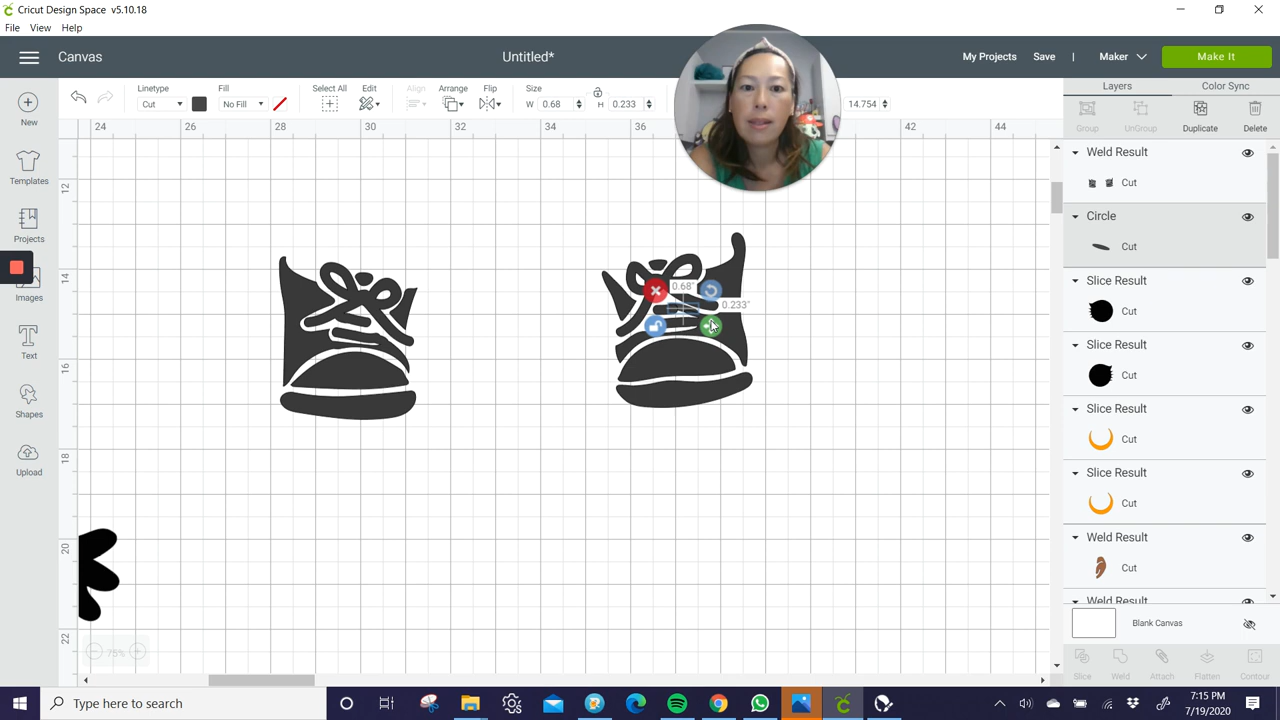 Cricut Design Space v5.10.18
File View Help
Canvas
Untitled*
My Projects Save | Maker Make It
Linetype
Cut
Fill
No Fill
Select All
Edit
Align
Arrange
Flip
Size
W 0.68
H 0.233
14.754
Layers
Color Sync
Group
UnGroup
Duplicate
Delete
New
Templates
Projects
Images
Text
Shapes
Upload
24 26 28 30 32 34 36 42 44
12
14
16
18
20
22
0.68"
0.233"
75%
Weld Result
Cut
Circle
Cut
Slice Result
Cut
Slice Result
Cut
Slice Result
Cut
Slice Result
Cut
Weld Result
Cut
Weld Result
Blank Canvas
Slice
Weld
Attach
Flatten
Contour
Type here to search
7:15 PM
7/19/2020